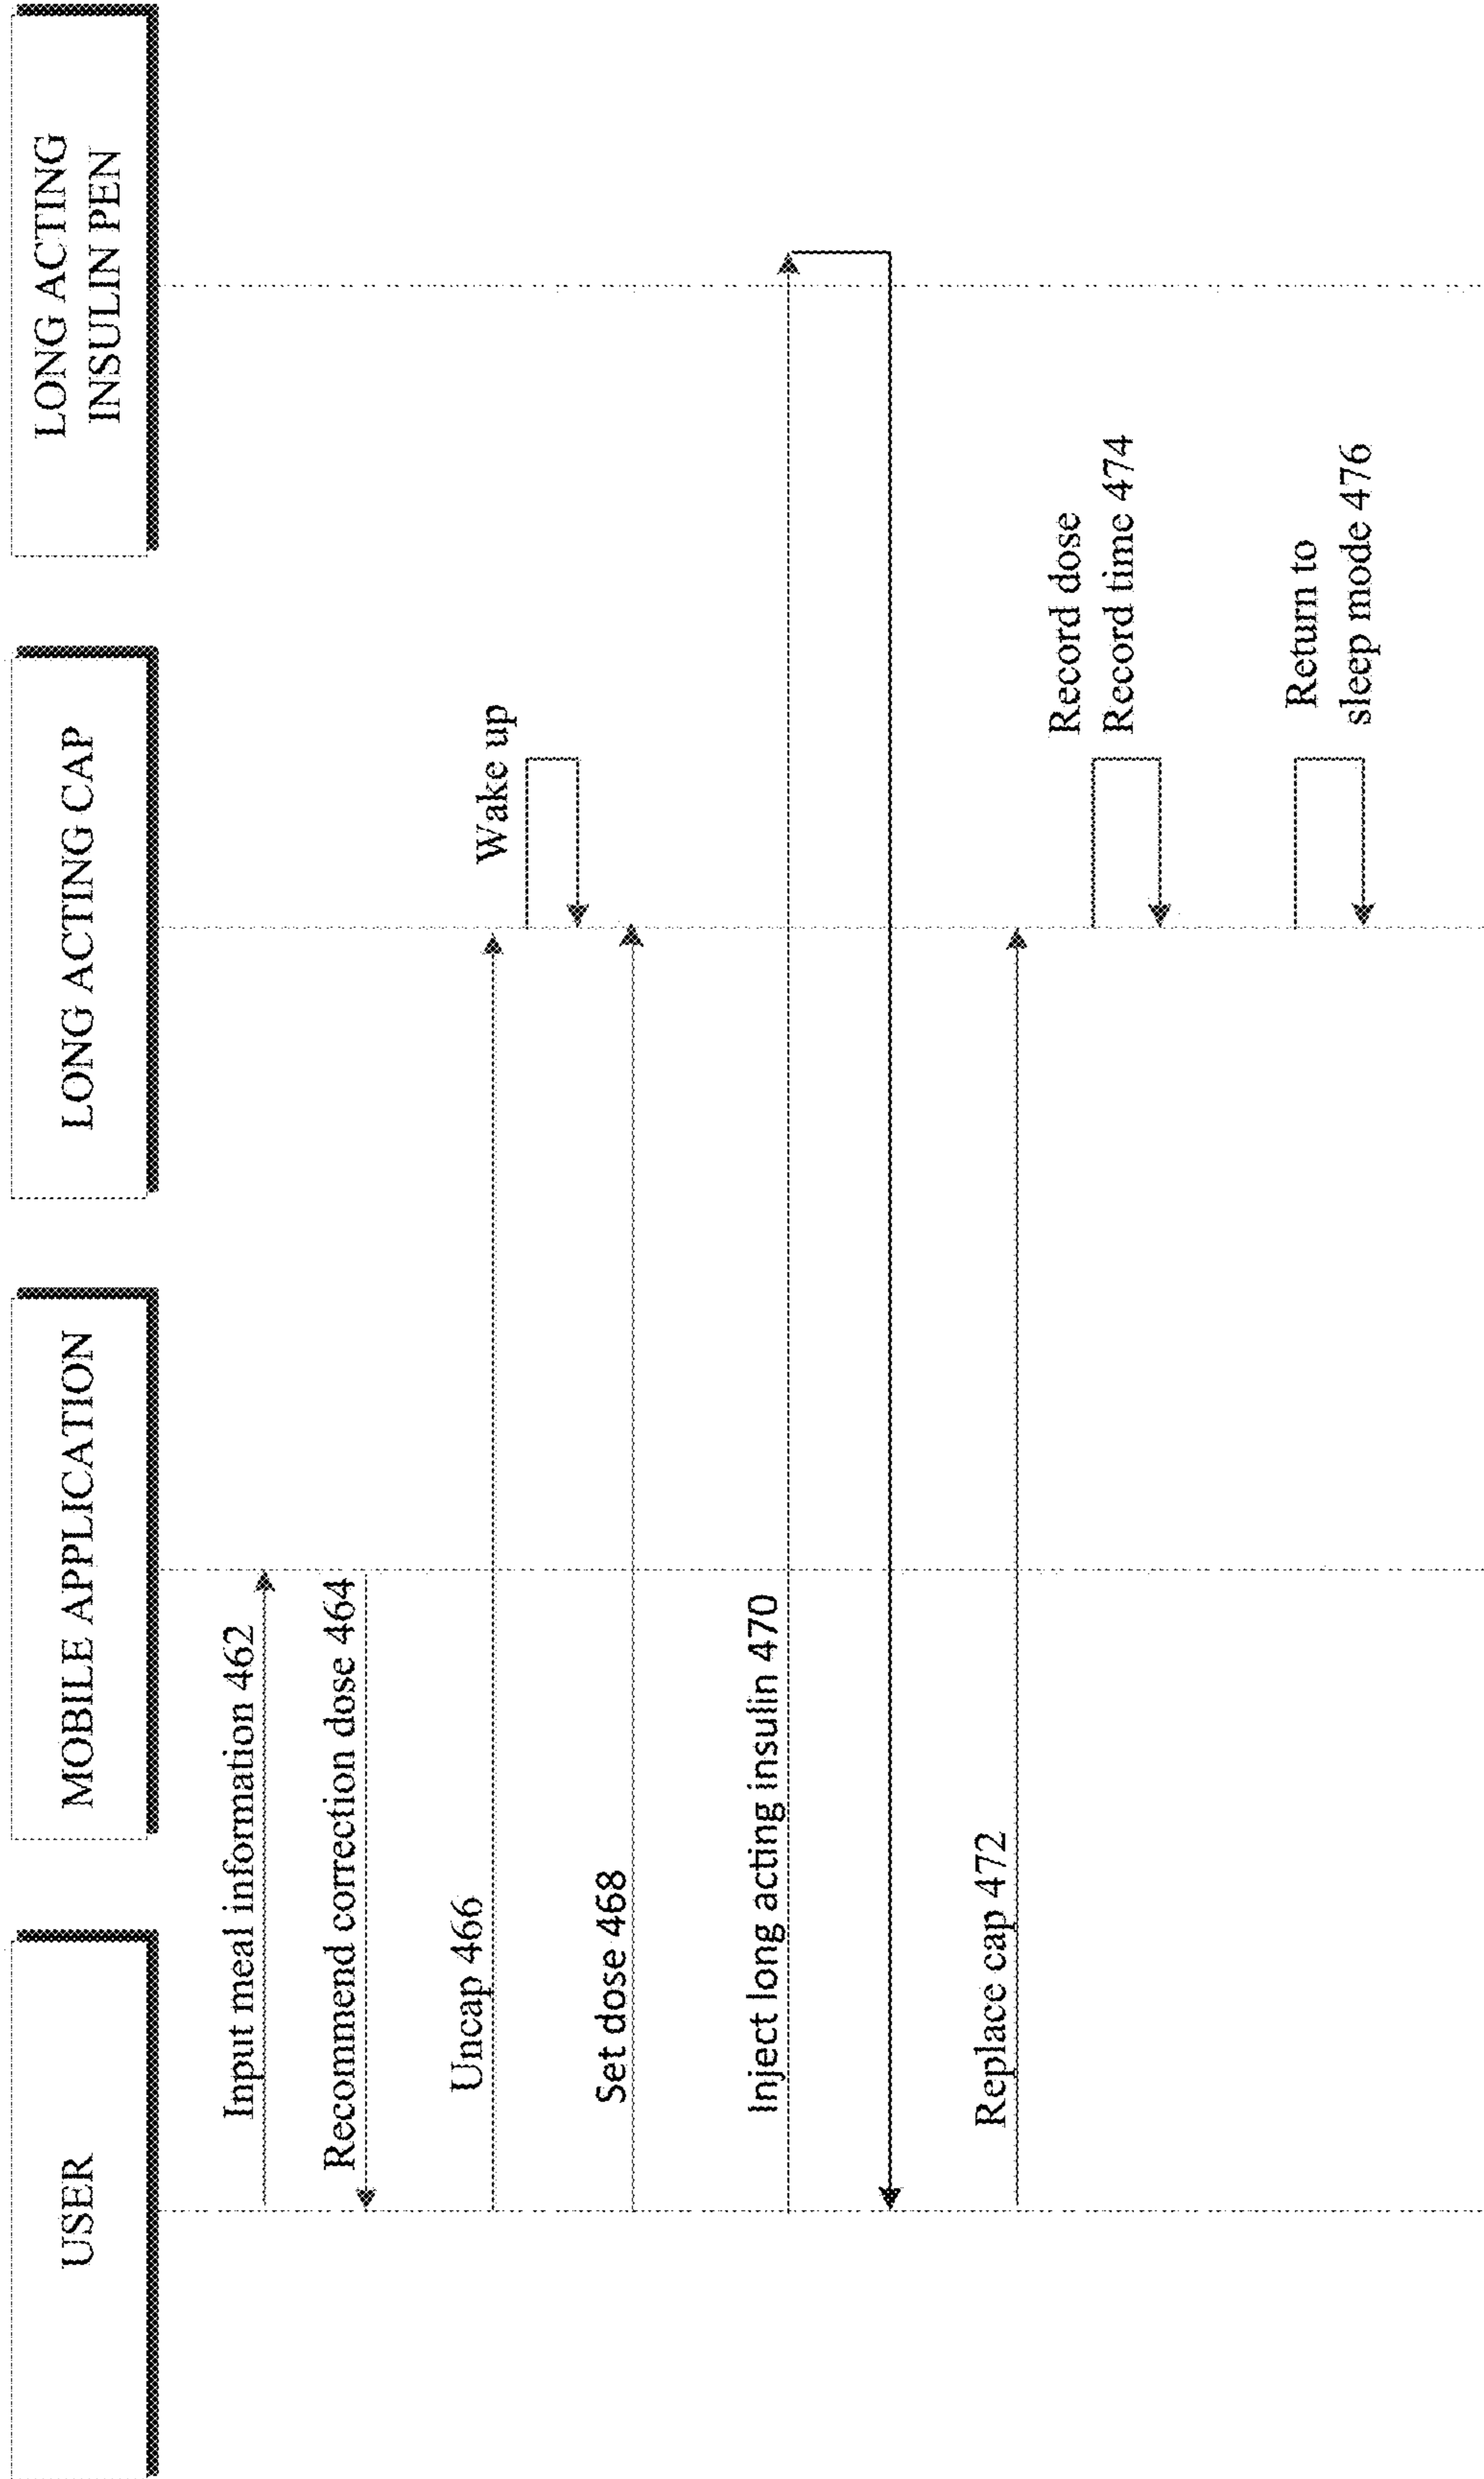 USER
MOBILE APPLICATION
LONG ACTING CAP
LONG ACTING
INSULIN PEN
Input meal information 462
Recommend correction dose 464
Uncap 466
Wake up
Set dose 468
Inject long acting insulin 470
Replace cap 472
Record dose
Record time 474
Return to
sleep mode 476